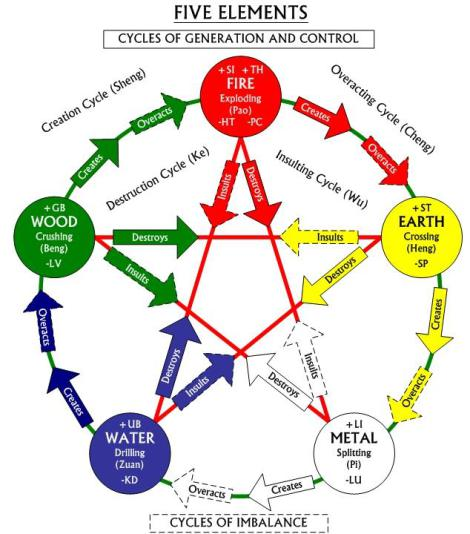 FIVE ELEMENTS
CYCLES OF GENERATION AND CONTROL
Creation Cycle (Sheng)
Overacting Cycle (Cheng)
Destruction Cycle (Ke)
Insulting Cycle (Wu)
+SI +TH
FIRE
Exploding
(Pao)
-HT -PC
Creates
Overacts
Insults
Destroys
+ST
EARTH
Crossing
(Heng)
-SP
Creates
Overacts
Insults
Destroys
+LI
METAL
Splitting
(Pi)
-LU
Creates
Overacts
Destroys
Insults
+UB
WATER
Drilling
(Zuan)
-KD
Creates
Overacts
Destroys
Insults
+GB
WOOD
Crushing
(Beng)
-LV
Creates
Overacts
Destroys
Insults
CYCLES OF IMBALANCE